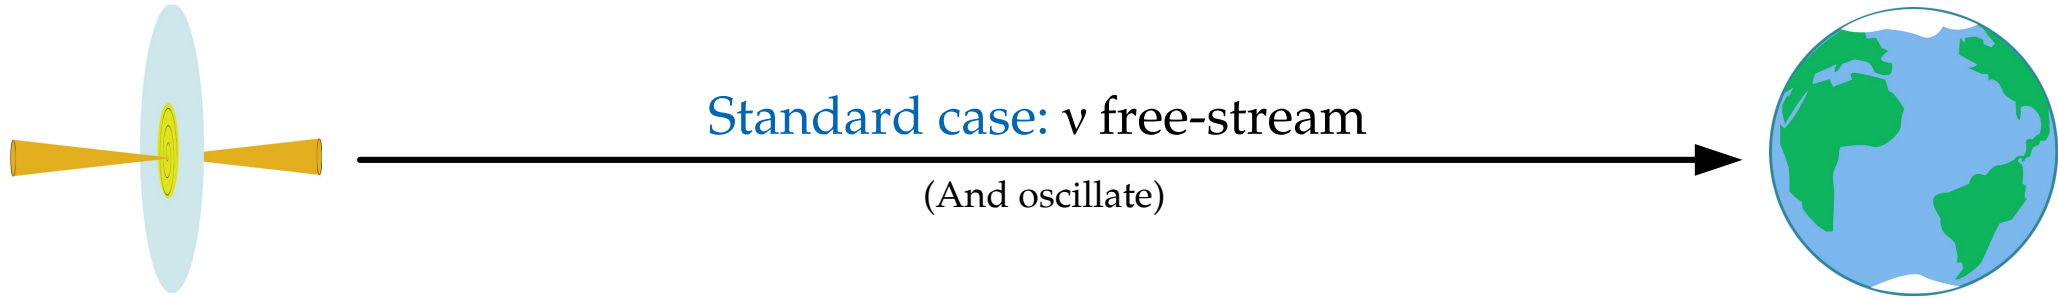 Standard case: ν free-stream
(And oscillate)